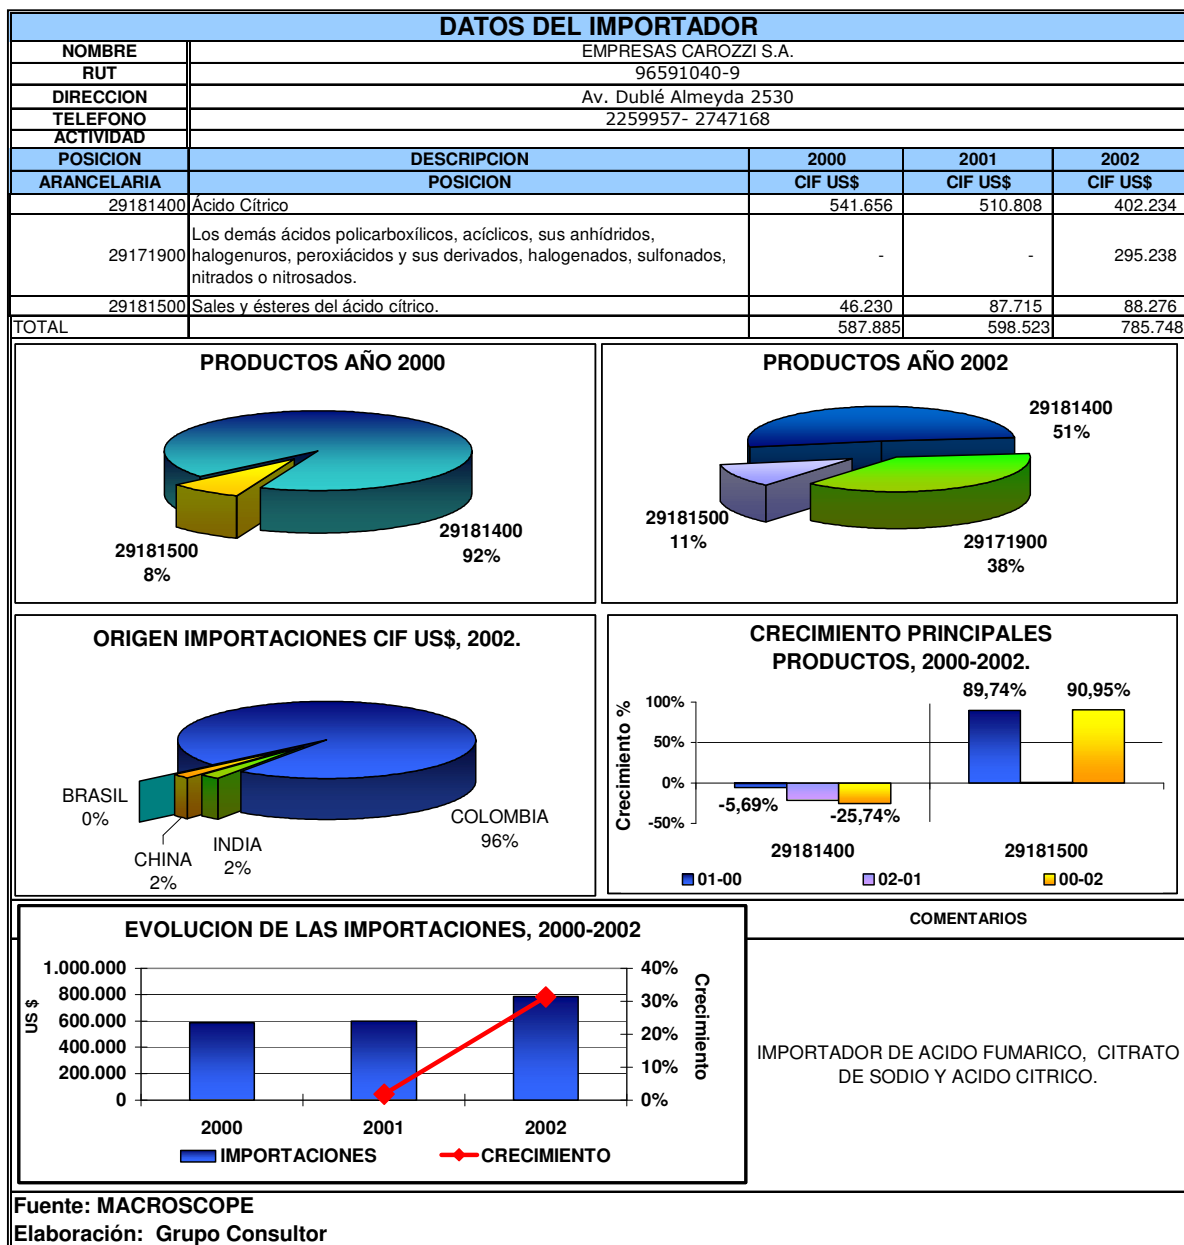 DATOS DEL IMPORTADOR
NOMBRE EMPRESAS CAROZZI S.A.
RUT 96591040-9
DIRECCION Av. Dublé Almeyda 2530
TELEFONO 2259957- 2747168
ACTIVIDAD
POSICION DESCRIPCION 2000 2001 2002
ARANCELARIA POSICION CIF US$ CIF US$ CIF US$
29181400 Ácido Cítrico 541.656 510.808 402.234
Los demás ácidos policarboxílicos, acíclicos, sus anhídridos,
29171900 halogenuros, peroxiácidos y sus derivados, halogenados, sulfonados, - - 295.238
nitrados o nitrosados.
29181500 Sales y ésteres del ácido cítrico. 46.230 87.715 88.276
TOTAL 587.885 598.523 785.748
PRODUCTOS AÑO 2000
29181500
8%
29181400
92%
PRODUCTOS AÑO 2002
29181400
51%
29181500
11%
29171900
38%
ORIGEN IMPORTACIONES CIF US$, 2002.
BRASIL
0%
CHINA
2%
INDIA
2%
COLOMBIA
96%
CRECIMIENTO PRINCIPALES
PRODUCTOS, 2000-2002.
Crecimiento %
100%
50%
0%
-50%
-5,69%
-25,74%
89,74%
90,95%
29181400 29181500
01-00 02-01 00-02
EVOLUCION DE LAS IMPORTACIONES, 2000-2002
US $
1.000.000
800.000
600.000
400.000
200.000
0
40%
30%
20%
10%
0%
Crecimiento
2000 2001 2002
IMPORTACIONES CRECIMIENTO
COMENTARIOS
IMPORTADOR DE ACIDO FUMARICO, CITRATO
DE SODIO Y ACIDO CITRICO.
Fuente: MACROSCOPE
Elaboración: Grupo Consultor